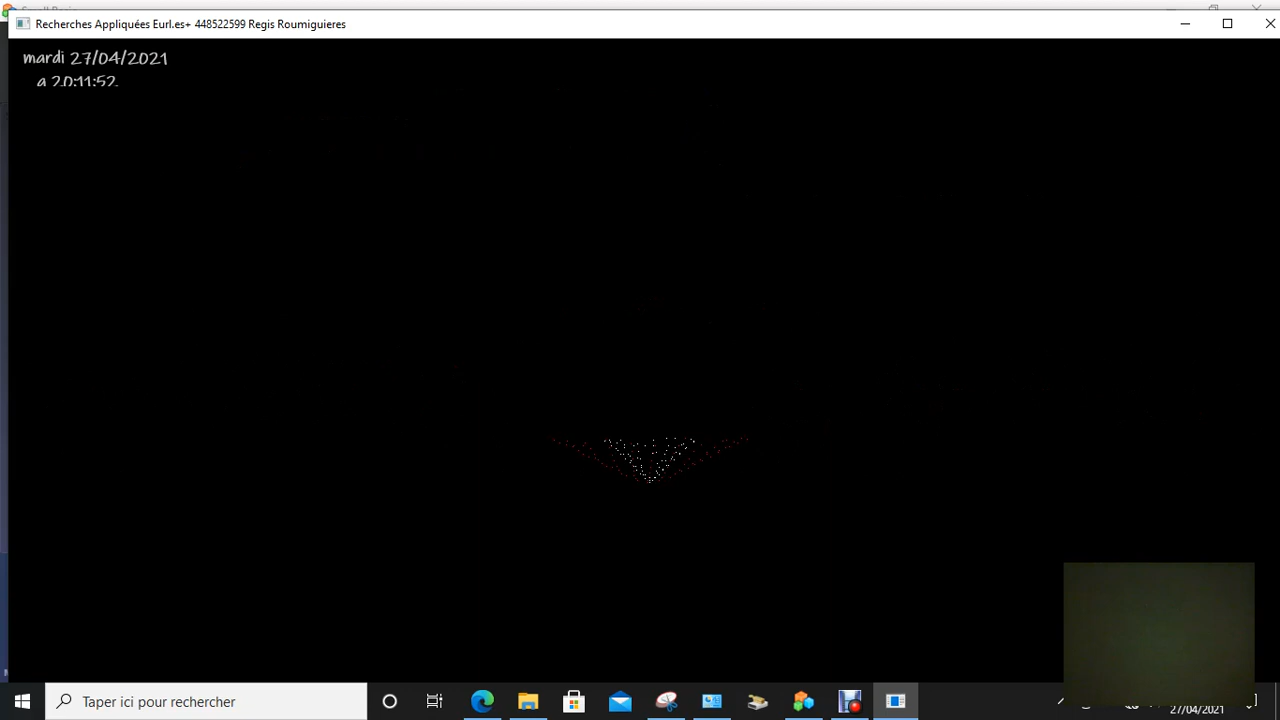 Recherches Appliquées Eurl.es+ 448522599 Regis Roumiguieres
mardi 27/04/2021
a 20:11:52
Taper ici pour rechercher
27/04/2021